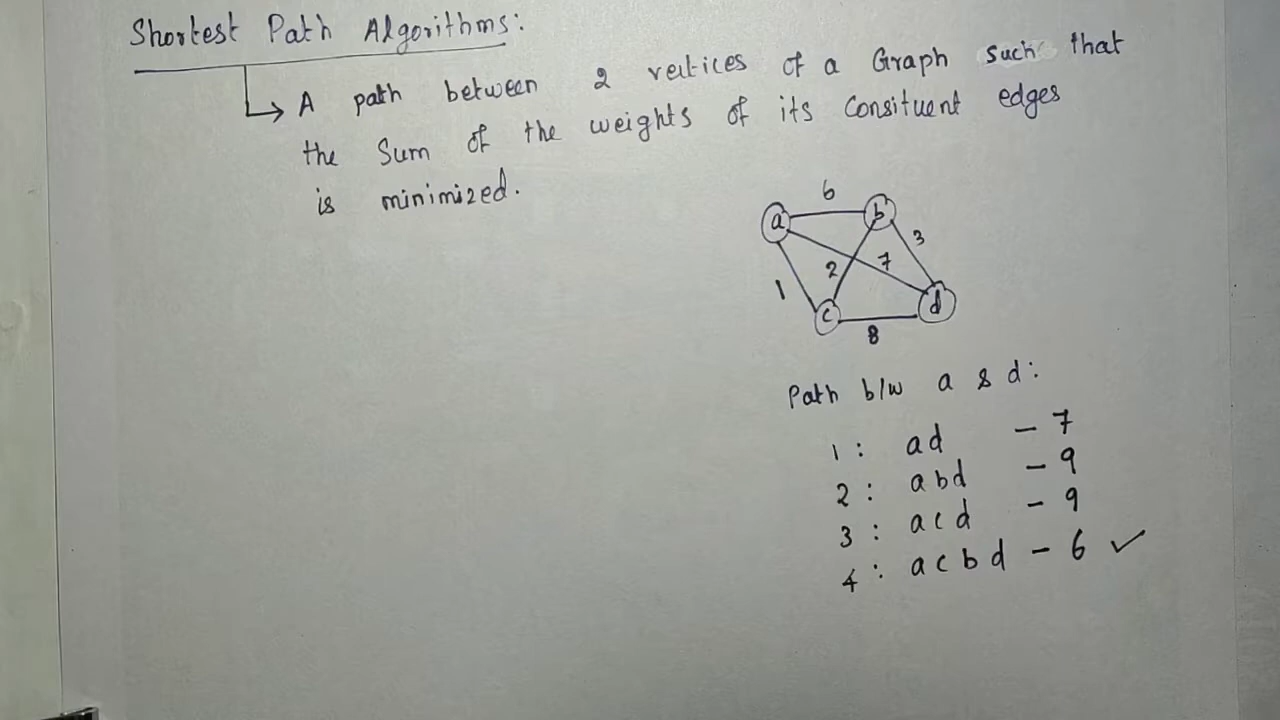 Shortest Path Algorithms:
A path between 2 vertices of a Graph such that
the Sum of the weights of its Consituent edges
is minimized.
6
a b
3
2 7
1
c d
8
Path b/w a & d:
1: ad - 7
2: abd - 9
3: acd - 9
4: acbd - 6 ✓